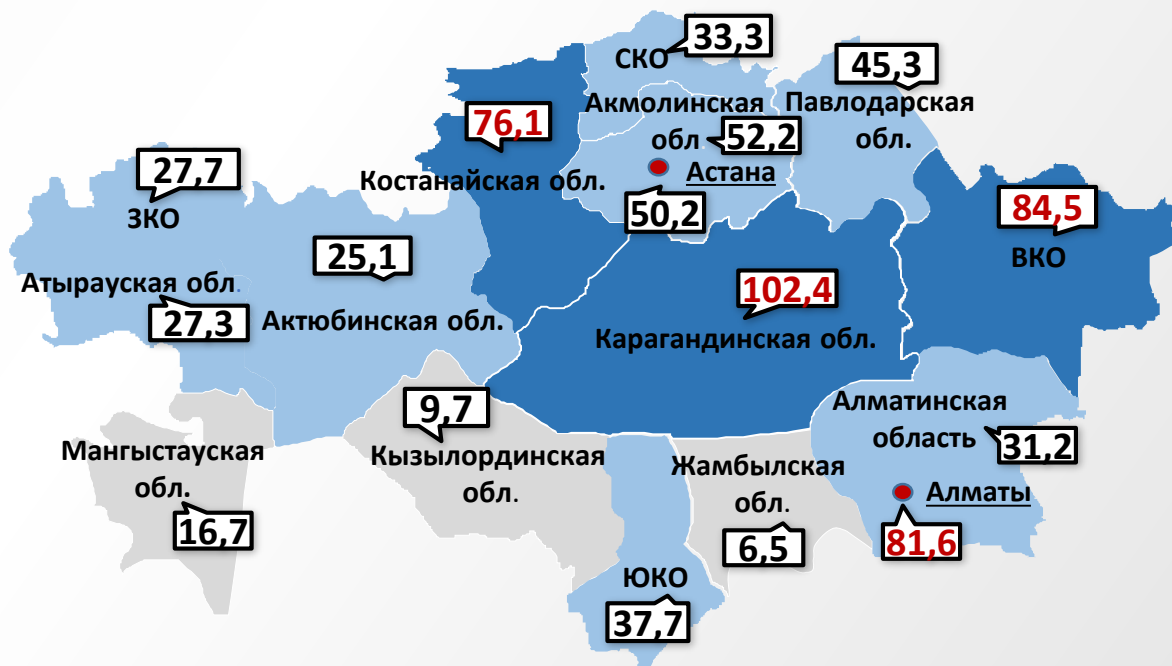 СКО
33,3
45,3
Акмолинская
обл.
52,2
Павлодарская
обл.
76,1
Костанайская обл.
Астана
50,2
27,7
ЗКО
84,5
ВКО
25,1
Атырауская обл.
27,3
Актюбинская обл.
102,4
Карагандинская обл.
9,7
Кызылординская
обл.
Алматинская
область
31,2
Мангыстауская
обл.
16,7
Жамбылская
обл.
6,5
Алматы
81,6
ЮКО
37,7